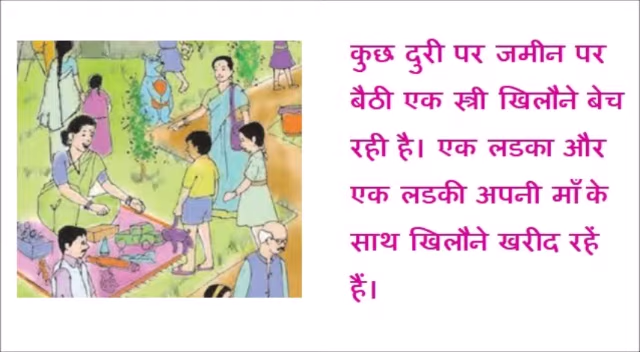 कुछ दुरी पर जमीन पर
बैठी एक स्त्री खिलौने बेच
रही है। एक लडका और
एक लडकी अपनी माँ के
साथ खिलौने खरीद रहें
हैं।